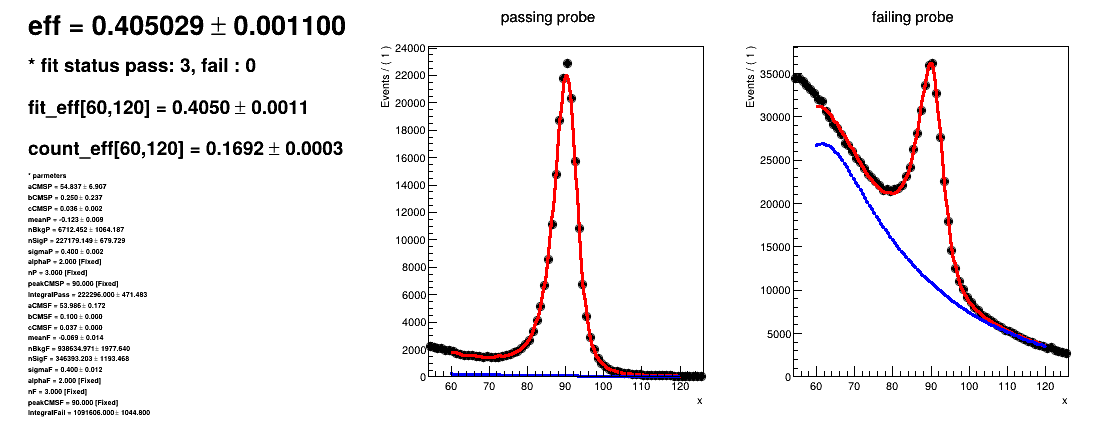 eff = 0.405029 ± 0.001100
* fit status pass: 3, fail : 0
fit_eff[60,120] = 0.4050 ± 0.0011
count_eff[60,120] = 0.1692 ± 0.0003
* parmeters
aCMSP = 54.837 ± 6.907
bCMSP = 0.250 ± 0.237
cCMSP = 0.036 ± 0.002
meanP = -0.123 ± 0.009
nBkgP = 6712.452 ± 1064.187
nSigP = 227179.149 ± 679.729
sigmaP = 0.400 ± 0.002
alphaP = 2.000 [Fixed]
nP = 3.000 [Fixed]
peakCMSP = 90.000 [Fixed]
IntegralPass = 222296.000 ± 471.483
aCMSF = 53.986 ± 0.172
bCMSF = 0.100 ± 0.000
cCMSF = 0.037 ± 0.000
meanF = -0.069 ± 0.014
nBkgF = 938634.971 ± 1977.640
nSigF = 346393.203 ± 1193.468
sigmaF = 0.400 ± 0.012
alphaF = 2.000 [Fixed]
nF = 3.000 [Fixed]
peakCMSF = 90.000 [Fixed]
IntegralFail = 1091606.000 ± 1044.800
passing probe
Events / ( 1 )
24000
22000
20000
18000
16000
14000
12000
10000
8000
6000
4000
2000
0
60 70 80 90 100 110 120
x
failing probe
Events / ( 1 )
35000
30000
25000
20000
15000
10000
5000
0
60 70 80 90 100 110 120
x